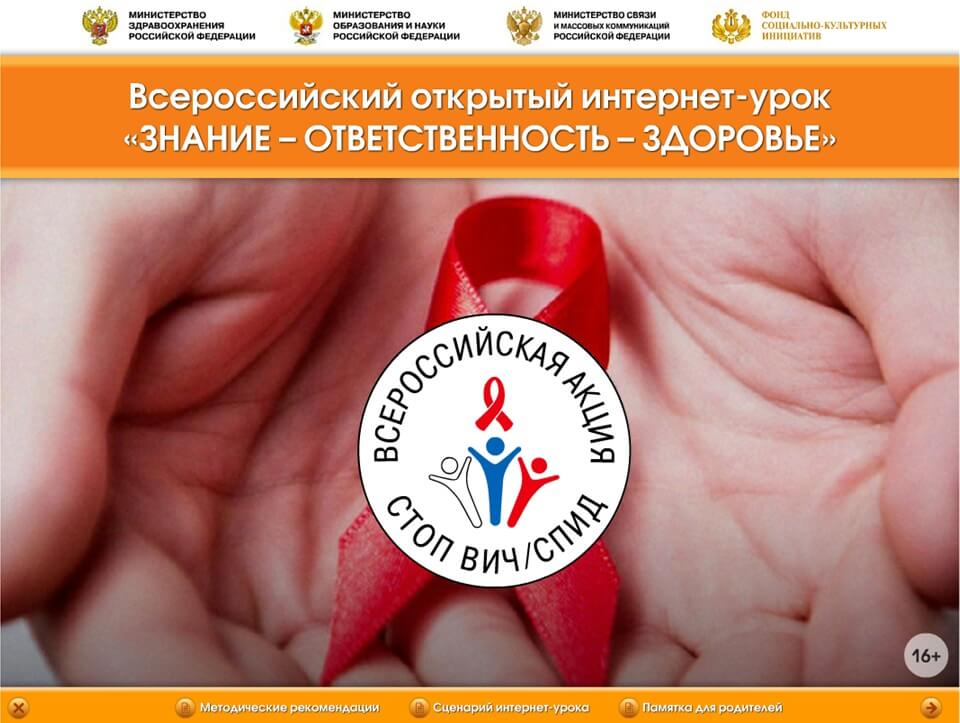 МИНИСТЕРСТВО
ЗДРАВООХРАНЕНИЯ
РОССИЙСКОЙ ФЕДЕРАЦИИ
МИНИСТЕРСТВО
ОБРАЗОВАНИЯ И НАУКИ
РОССИЙСКОЙ ФЕДЕРАЦИИ
МИНИСТЕРСТВО СВЯЗИ
И МАССОВЫХ КОММУНИКАЦИЙ
РОССИЙСКОЙ ФЕДЕРАЦИИ
ФОНД
СОЦИАЛЬНО-КУЛЬТУРНЫХ
ИНИЦИАТИВ
Всероссийский открытый интернет-урок
«ЗНАНИЕ – ОТВЕТСТВЕННОСТЬ – ЗДОРОВЬЕ»
ВСЕРОССИЙСКАЯ АКЦИЯ
СТОП ВИЧ/СПИД
16+
Методические рекомендации
Сценарий интернет-урока
Памятка для родителей